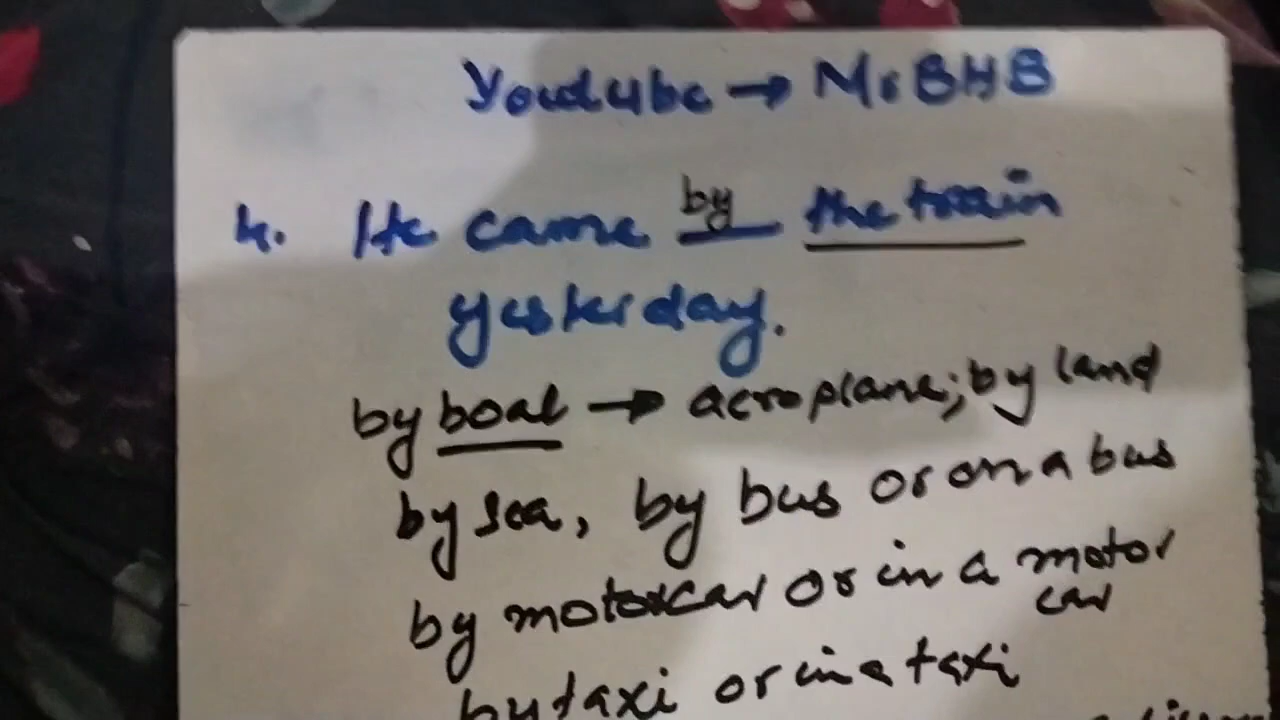 Youtube → MrBHB
4. He came by the train
yesterday.
by boat → aeroplane; by land
by sea, by bus or on a bus
by motorcar or in a motor
car
by taxi or in a taxi